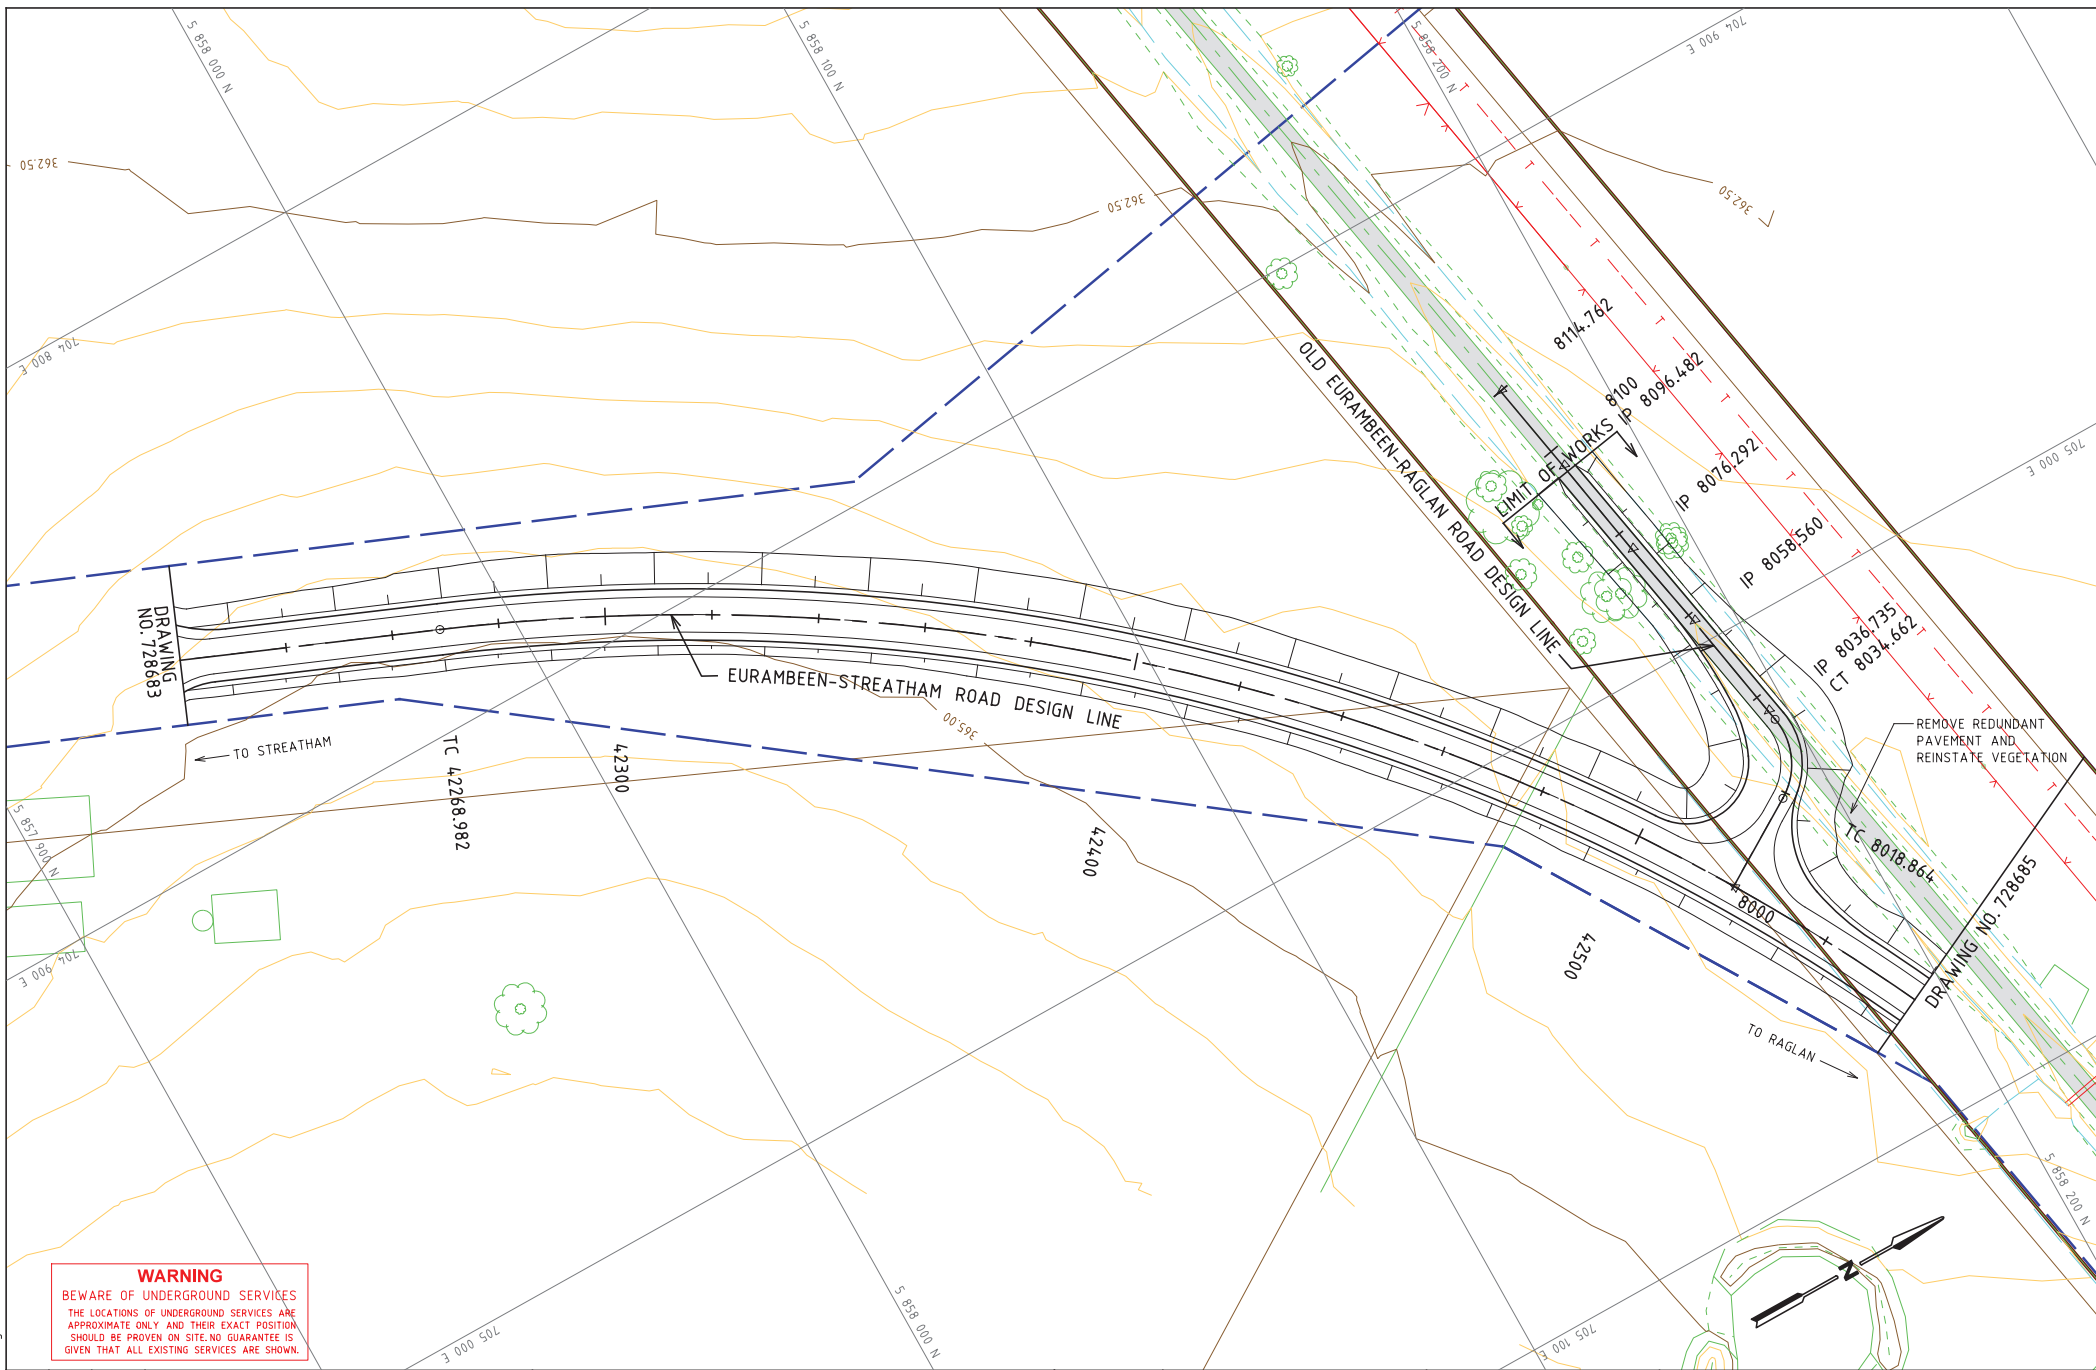 5 858 000 N
5 858 100 N
5 858 200 N
704 900 E
362.50
362.50
362.50
704 800 E
8114.762
8100
IP 8096.482
LIMIT OF WORKS
IP 8076.292
IP 8058.560
IP 8036.735
CT 8034.662
705 000 E
OLD EURAMBEEN-RAGLAN ROAD DESIGN LINE
DRAWING
NO. 728683
EURAMBEEN-STREATHAM ROAD DESIGN LINE
365.00
TO STREATHAM
TC 42268.982
42300
42400
42500
REMOVE REDUNDANT
PAVEMENT AND
REINSTATE VEGETATION
TC 8018.864
8000
DRAWING NO. 728685
TO RAGLAN
5 857 900 N
704 900 E
5 858 200 N
N
5 858 000 N
705 000 E
705 100 E
WARNING
BEWARE OF UNDERGROUND SERVICES
THE LOCATIONS OF UNDERGROUND SERVICES ARE
APPROXIMATE ONLY AND THEIR EXACT POSITION
SHOULD BE PROVEN ON SITE. NO GUARANTEE IS
GIVEN THAT ALL EXISTING SERVICES ARE SHOWN.